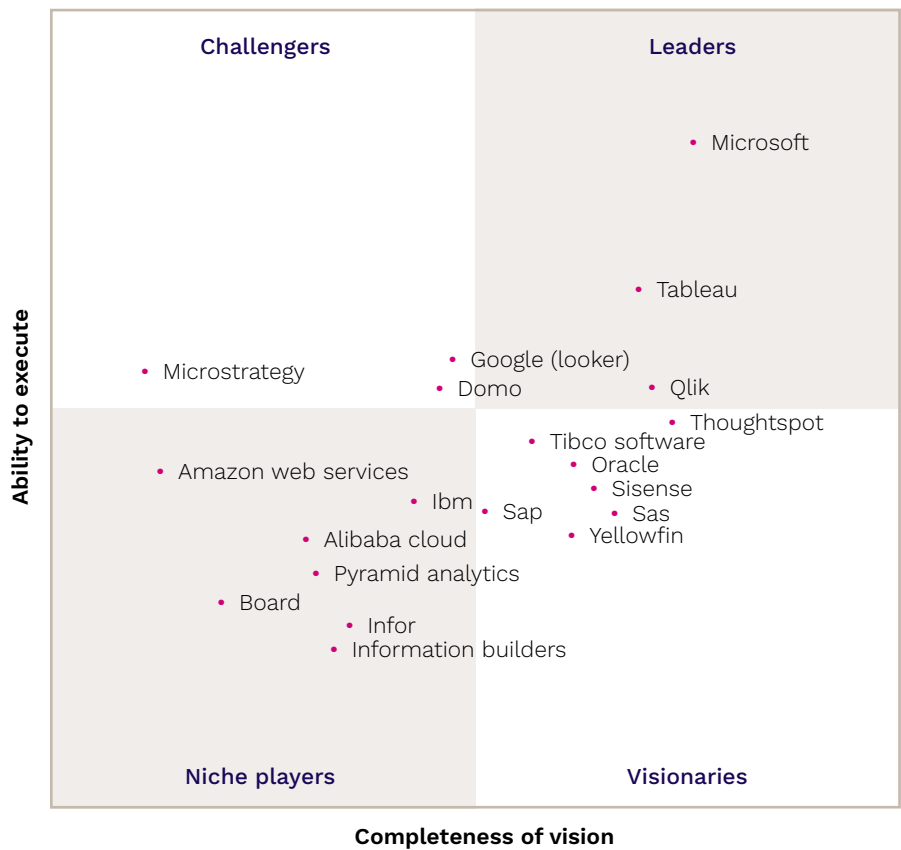 Challengers
Leaders
Microsoft
Tableau
Google (looker)
Microstrategy
Domo
Qlik
Thoughtspot
Tibco software
Oracle
Amazon web services
Sisense
Ibm
Sap
Sas
Yellowfin
Alibaba cloud
Pyramid analytics
Board
Infor
Information builders
Niche players
Visionaries
Ability to execute
Completeness of vision